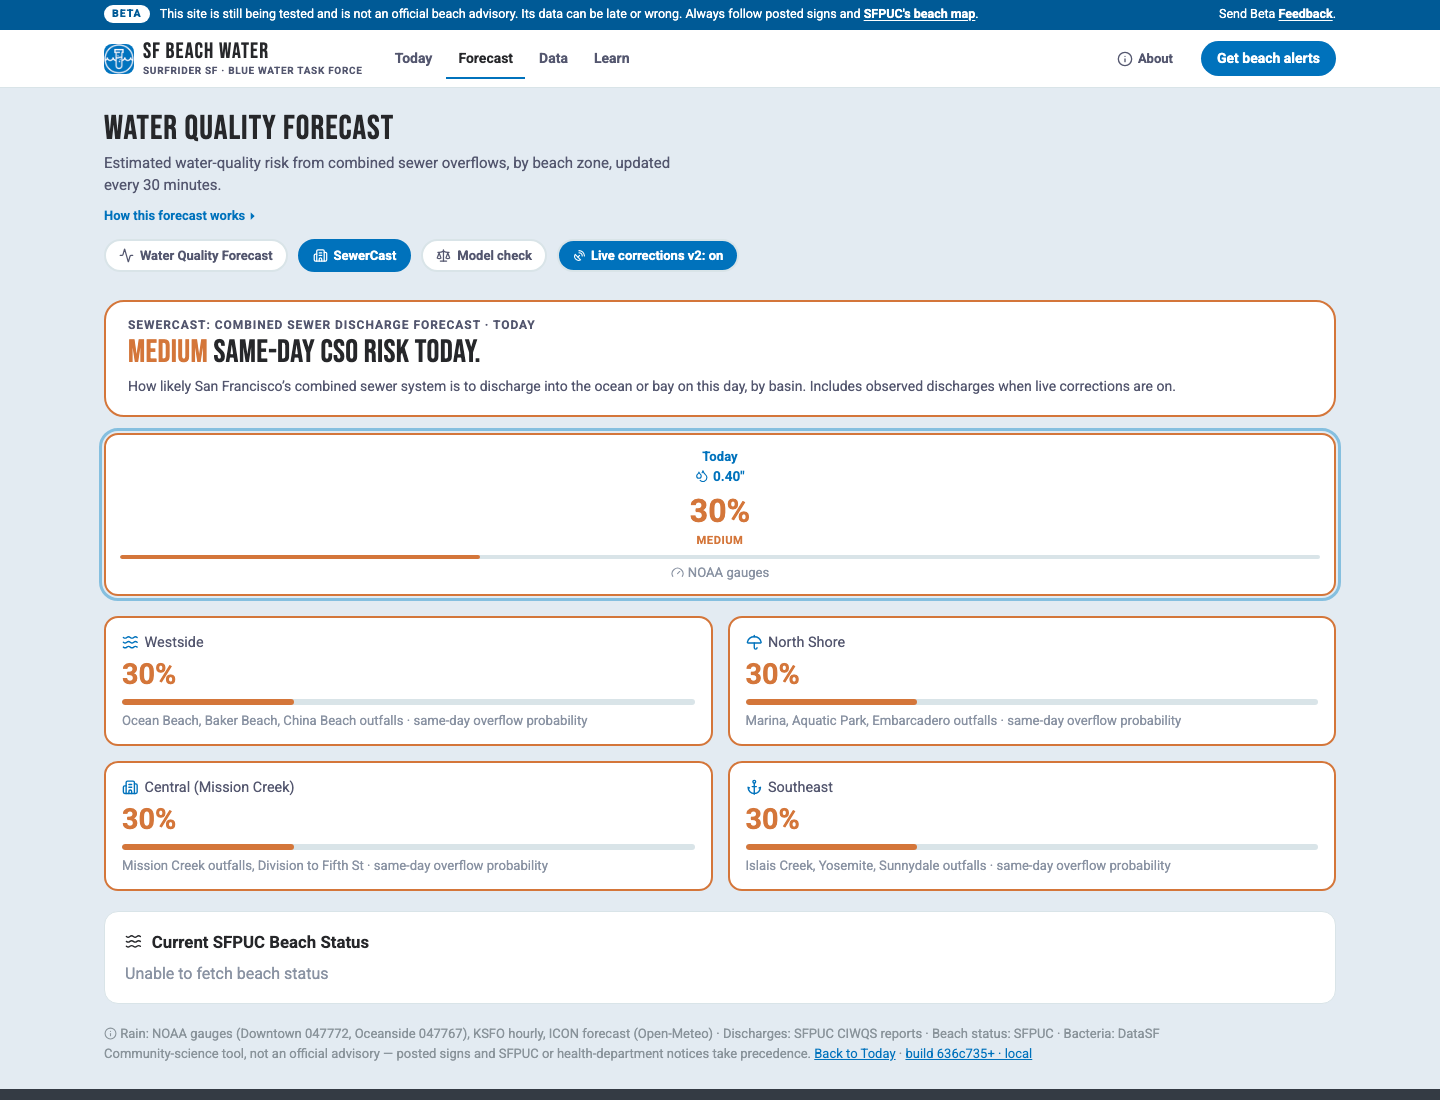 BETA This site is still being tested and is not an official beach advisory. Its data can be late or wrong. Always follow posted signs and SFPUC's beach map. Send Beta Feedback.
SF BEACH WATER
SURFRIDER SF · BLUE WATER TASK FORCE
Today Forecast Data Learn About Get beach alerts
WATER QUALITY FORECAST
Estimated water-quality risk from combined sewer overflows, by beach zone, updated
every 30 minutes.
How this forecast works
Water Quality Forecast SewerCast Model check Live corrections v2: on
SEWERCAST: COMBINED SEWER DISCHARGE FORECAST · TODAY
MEDIUM SAME-DAY CSO RISK TODAY.
How likely San Francisco’s combined sewer system is to discharge into the ocean or bay on this day, by basin. Includes observed discharges when live corrections are on.
Today
0.40"
30%
MEDIUM
NOAA gauges
Westside
30%
Ocean Beach, Baker Beach, China Beach outfalls · same-day overflow probability
North Shore
30%
Marina, Aquatic Park, Embarcadero outfalls · same-day overflow probability
Central (Mission Creek)
30%
Mission Creek outfalls, Division to Fifth St · same-day overflow probability
Southeast
30%
Islais Creek, Yosemite, Sunnydale outfalls · same-day overflow probability
Current SFPUC Beach Status
Unable to fetch beach status
Rain: NOAA gauges (Downtown 047772, Oceanside 047767), KSFO hourly, ICON forecast (Open-Meteo) · Discharges: SFPUC CIWQS reports · Beach status: SFPUC · Bacteria: DataSF
Community-science tool, not an official advisory — posted signs and SFPUC or health-department notices take precedence. Back to Today · build 636c735+ · local